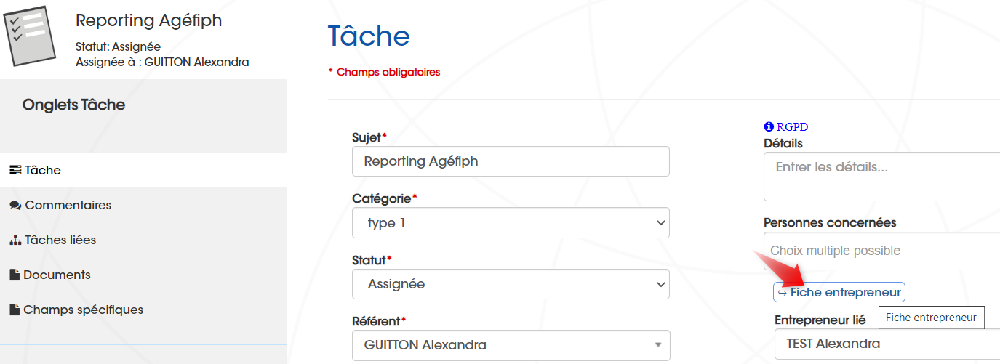 Reporting Agéfiph
Statut: Assignée
Assignée à : GUITTON Alexandra
Onglets Tâche
Tâche
Commentaires
Tâches liées
Documents
Champs spécifiques
Tâche
* Champs obligatoires
Sujet*
Reporting Agéfiph
Catégorie*
type 1
Statut*
Assignée
Référent*
GUITTON Alexandra
RGPD
Détails
Entrer les détails...
Personnes concernées
Choix multiple possible
↪ Fiche entrepreneur
Entrepreneur lié
Fiche entrepreneur
TEST Alexandra